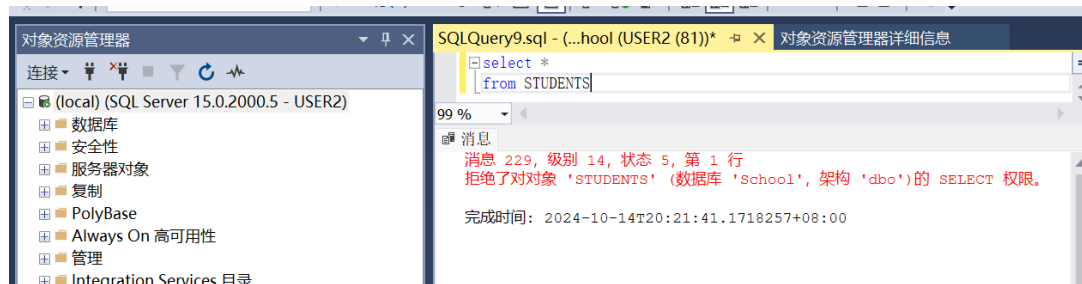 对象资源管理器
连接
(local) (SQL Server 15.0.2000.5 - USER2)
数据库
安全性
服务器对象
复制
PolyBase
Always On 高可用性
管理
Integration Services 目录
SQLQuery9.sql - (...hool (USER2 (81))*
对象资源管理器详细信息
select *
from STUDENTS
99 %
消息
消息 229，级别 14，状态 5，第 1 行
拒绝了对对象 'STUDENTS' (数据库 'School'，架构 'dbo')的 SELECT 权限。
完成时间: 2024-10-14T20:21:41.1718257+08:00